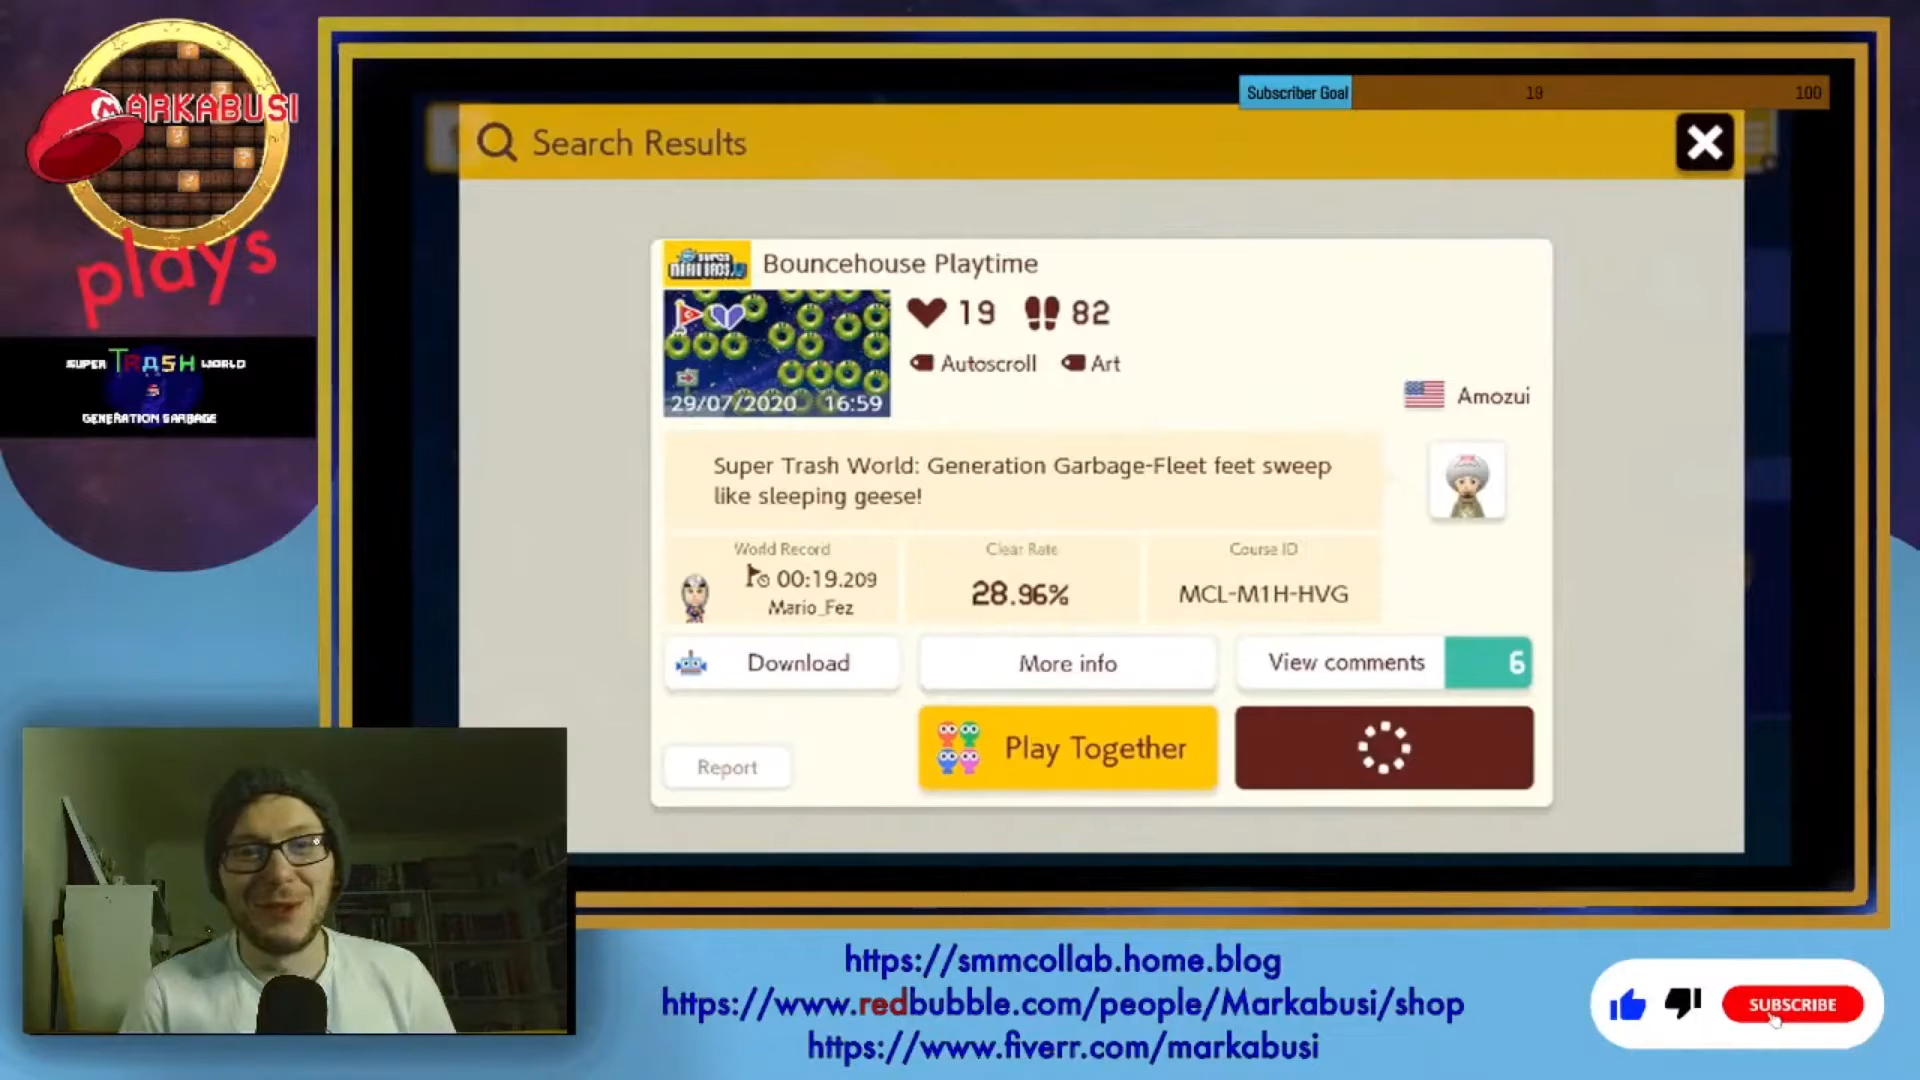 MARKABUSI
plays
SUPER TRASH WORLD
GENERATION GARBAGE
Subscriber Goal 19 100
Search Results
Bouncehouse Playtime
19 82
Autoscroll Art
29/07/2020 16:59
Amozui
Super Trash World: Generation Garbage-Fleet feet sweep
like sleeping geese!
World Record
00:19.209
Mario_Fez
Clear Rate
28.96%
Course ID
MCL-M1H-HVG
Download
More info
View comments 6
Report
Play Together
https://smmcollab.home.blog
https://www.redbubble.com/people/Markabusi/shop
https://www.fiverr.com/markabusi
SUBSCRIBE